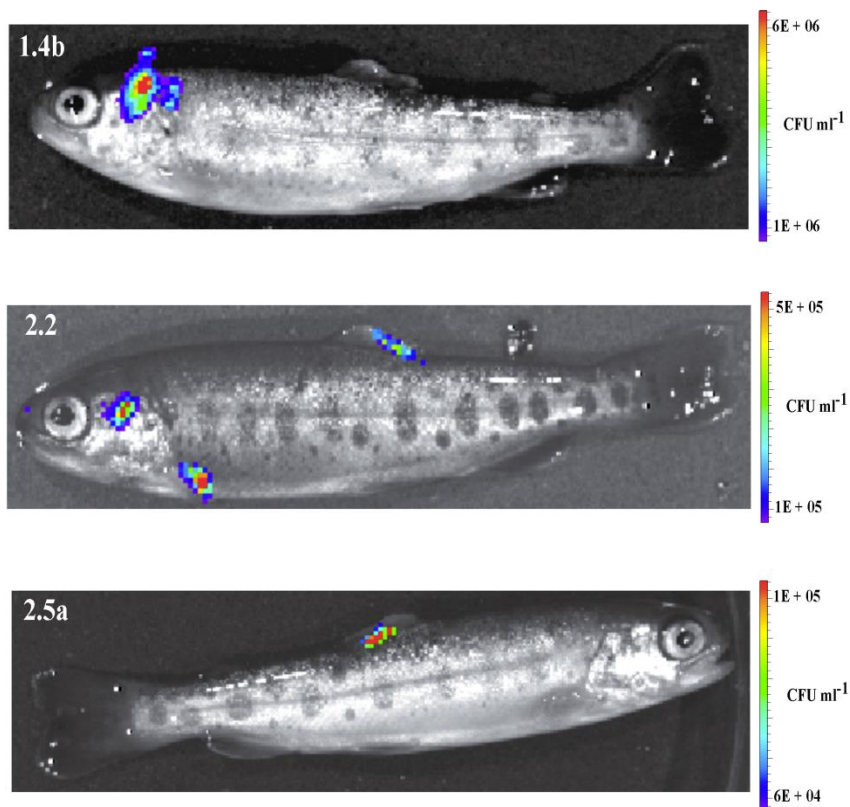 1.4b
6E + 06
CFU ml-1
1E + 06
2.2
5E + 05
CFU ml-1
1E + 05
2.5a
1E + 05
CFU ml-1
6E + 04